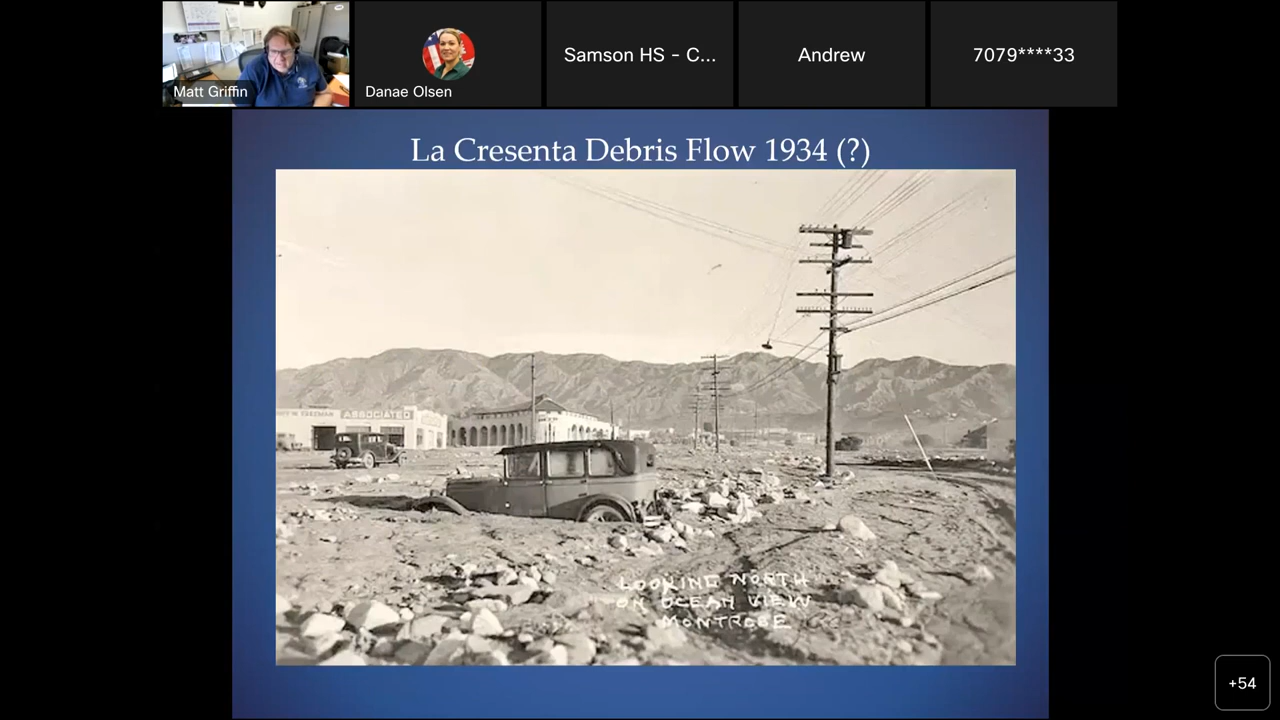 Matt Griffin
Danae Olsen
Samson HS - C...
Andrew
7079****33
La Cresenta Debris Flow 1934 (?)
ASSOCIATED
LOOKING NORTH
ON OCEAN VIEW
MONTROSE
+54